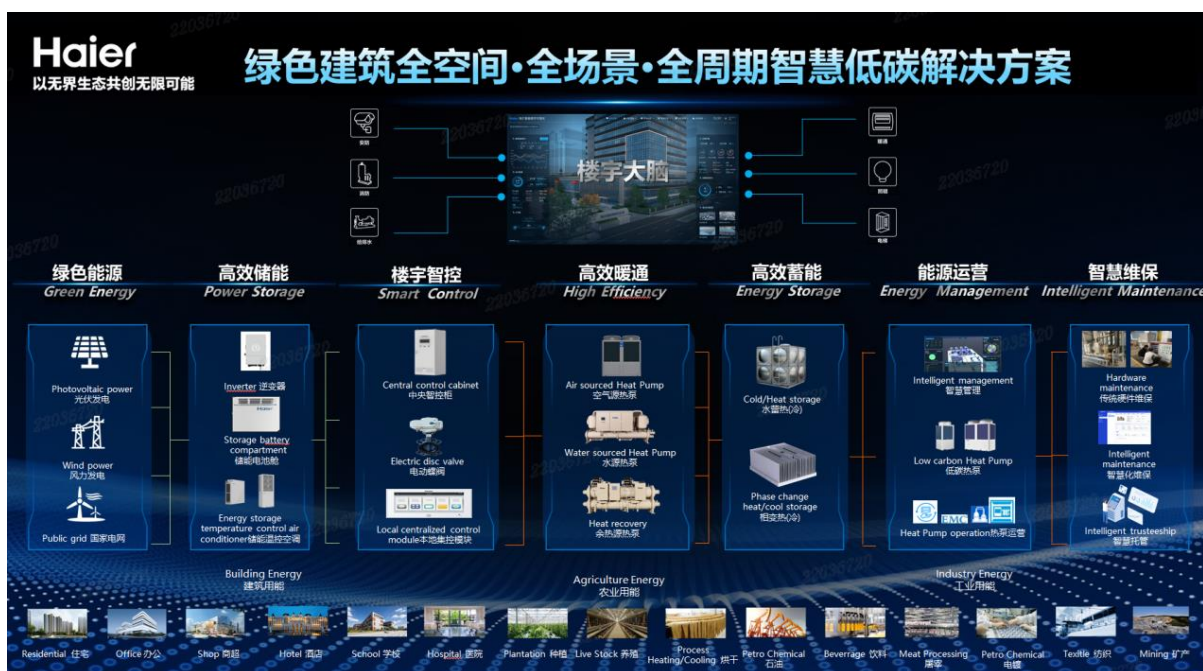 Haier
以无界生态共创无限可能
绿色建筑全空间·全场景·全周期智慧低碳解决方案
安防
消防
给排水
楼宇大脑
暖通
照明
电梯
绿色能源
Green Energy
高效储能
Power Storage
楼宇智控
Smart Control
高效暖通
High Efficiency
高效蓄能
Energy Storage
能源运营
Energy Management
智慧维保
Intelligent Maintenance
Photovoltaic power
光伏发电
Wind power
风力发电
Public grid 国家电网
Inverter 逆变器
Storage battery
compartment
储能电池舱
Energy storage
temperature control air
conditioner储能温控空调
Central control cabinet
中央智控柜
Electric disc valve
电动蝶阀
Local centralized control
module本地集控模块
Air sourced Heat Pump
空气源热泵
Water sourced Heat Pump
水源热泵
Heat recovery
余热源热泵
Cold/Heat storage
水蓄热(冷)
Phase change
heat/cool storage
相变热(冷)
Intelligent management
智慧管理
Low carbon Heat Pump
低碳热泵
EMC
Heat Pump operation热泵运营
Hardware
maintenance
传统硬件维保
Intelligent
maintenance
智慧化维保
Intelligent trusteeship
智慧托管
Building Energy
建筑用能
Agriculture Energy
农业用能
Industry Energy
工业用能
Residential 住宅
Office 办公
Shop 商超
Hotel 酒店
School 学校
Hospital 医院
Plantation 种植
Live Stock 养殖
Process
Heating/Cooling 烘干
Petro Chemical
石油
Beverrage 饮料
Meat Processing
屠宰
Petro Chemical
电镀
Textitle 纺织
Mining 矿产
22036720